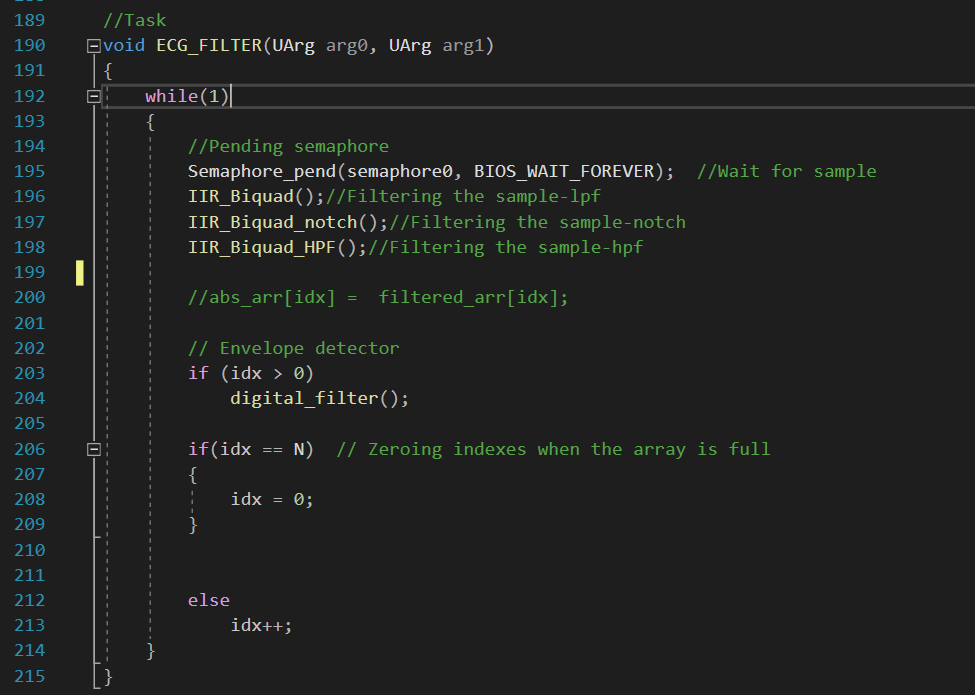 189 //Task
190 void ECG_FILTER(UArg arg0, UArg arg1)
191 {
192 while(1)
193 {
194 //Pending semaphore
195 Semaphore_pend(semaphore0, BIOS_WAIT_FOREVER); //Wait for sample
196 IIR_Biquad();//Filtering the sample-lpf
197 IIR_Biquad_notch();//Filtering the sample-notch
198 IIR_Biquad_HPF();//Filtering the sample-hpf
199
200 //abs_arr[idx] = filtered_arr[idx];
201
202 // Envelope detector
203 if (idx > 0)
204 digital_filter();
205
206 if(idx == N) // Zeroing indexes when the array is full
207 {
208 idx = 0;
209 }
210
211
212 else
213 idx++;
214 }
215 }